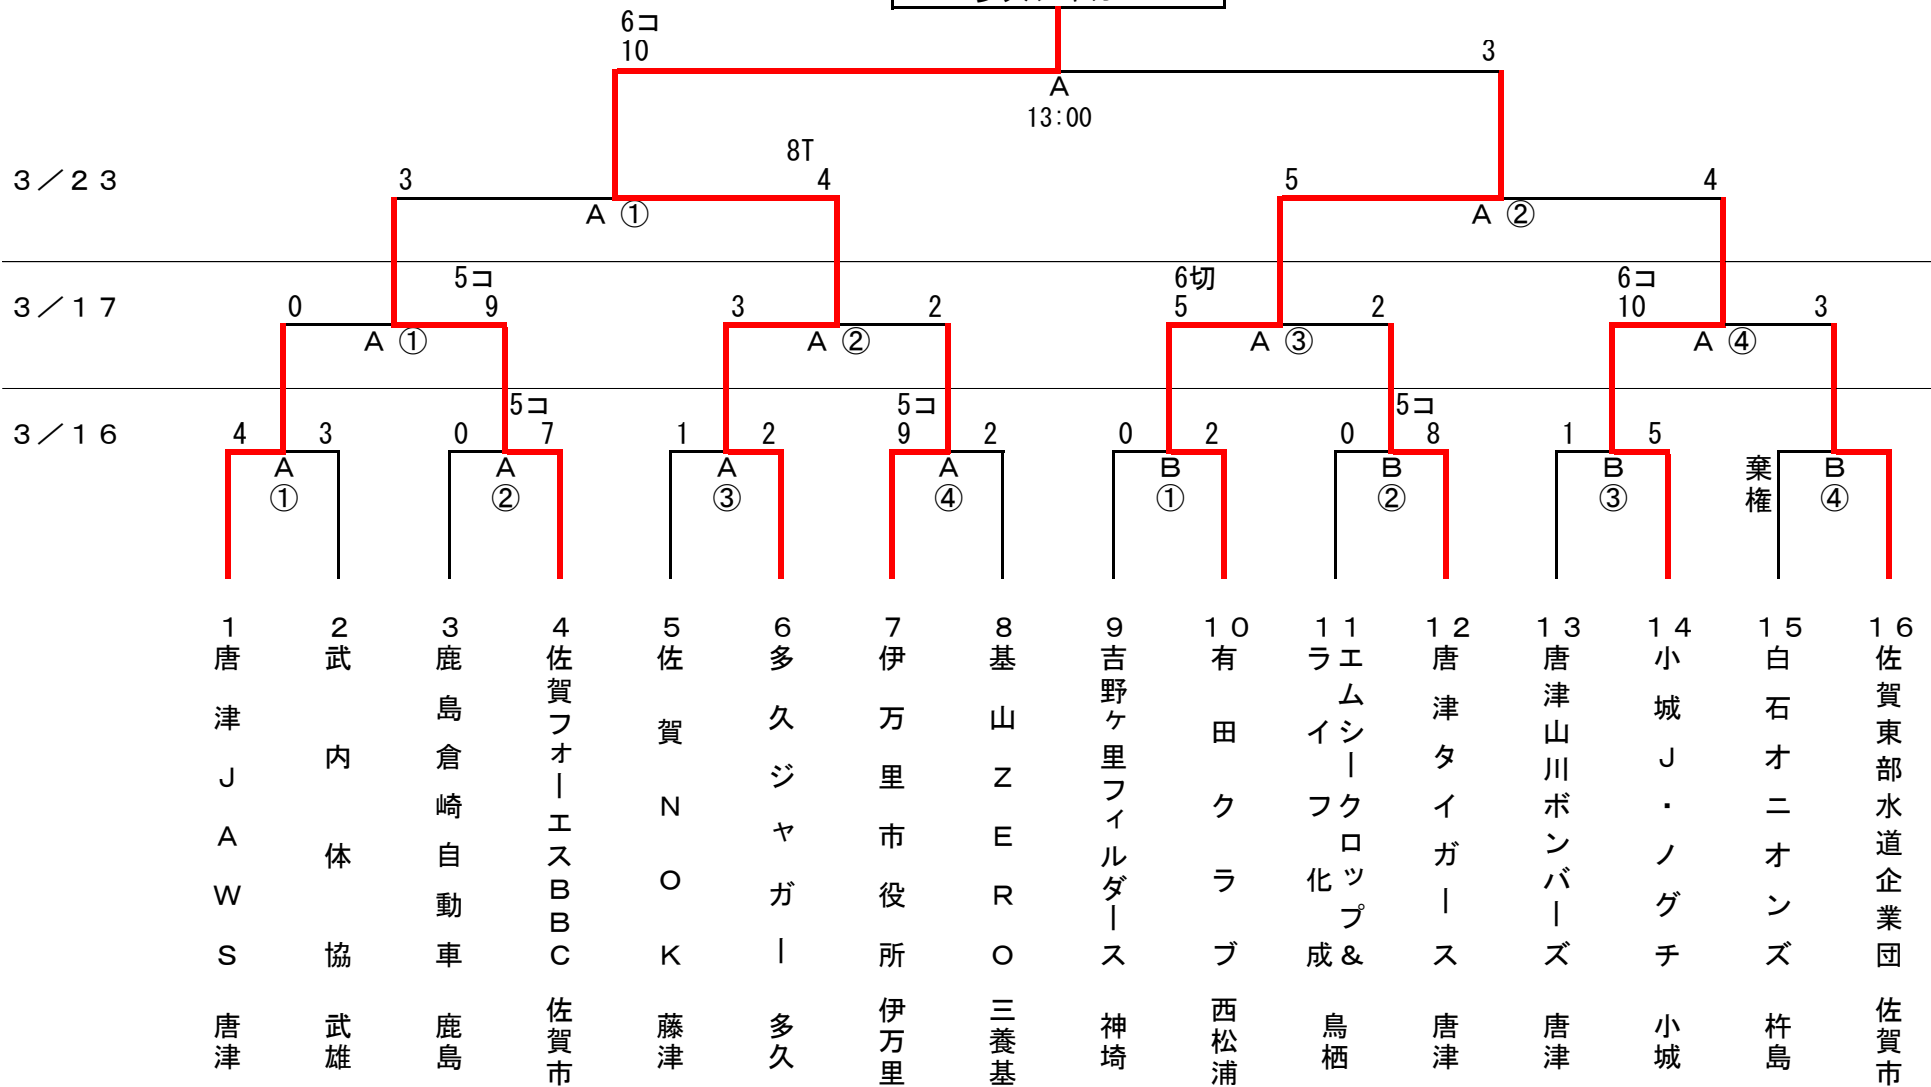 6コ
10
3
A
13:00
8T
3／23
3
4
5
4
A ①
A ②
5コ
6切
6コ
3／17
0
9
3
2
5
2
10
3
A ①
A ②
A ③
A ④
5コ
5コ
5コ
3／16
4
3
0
7
1
2
9
2
0
2
0
8
1
5
棄権
A
①
A
②
A
③
A
④
B
①
B
②
B
③
B
④
1
唐津JAWS
唐津
2
武内体協
武雄
3
鹿島倉崎自動車
鹿島
4
佐賀フォーエスBBC
佐賀市
5
佐賀NOK
藤津
6
多久ジャガー
多久
7
伊万里市役所
伊万里
8
基山ZERO
三養基
9
吉野ヶ里フィルダース
神埼
10
有田クラブ
西松浦
11
エムシークロップ＆
ライフ化成
鳥栖
12
唐津タイガース
唐津
13
唐津山川ボンバーズ
唐津
14
小城J・ノグチ
小城
15
白石オニオンズ
杵島
16
佐賀東部水道企業団
佐賀市